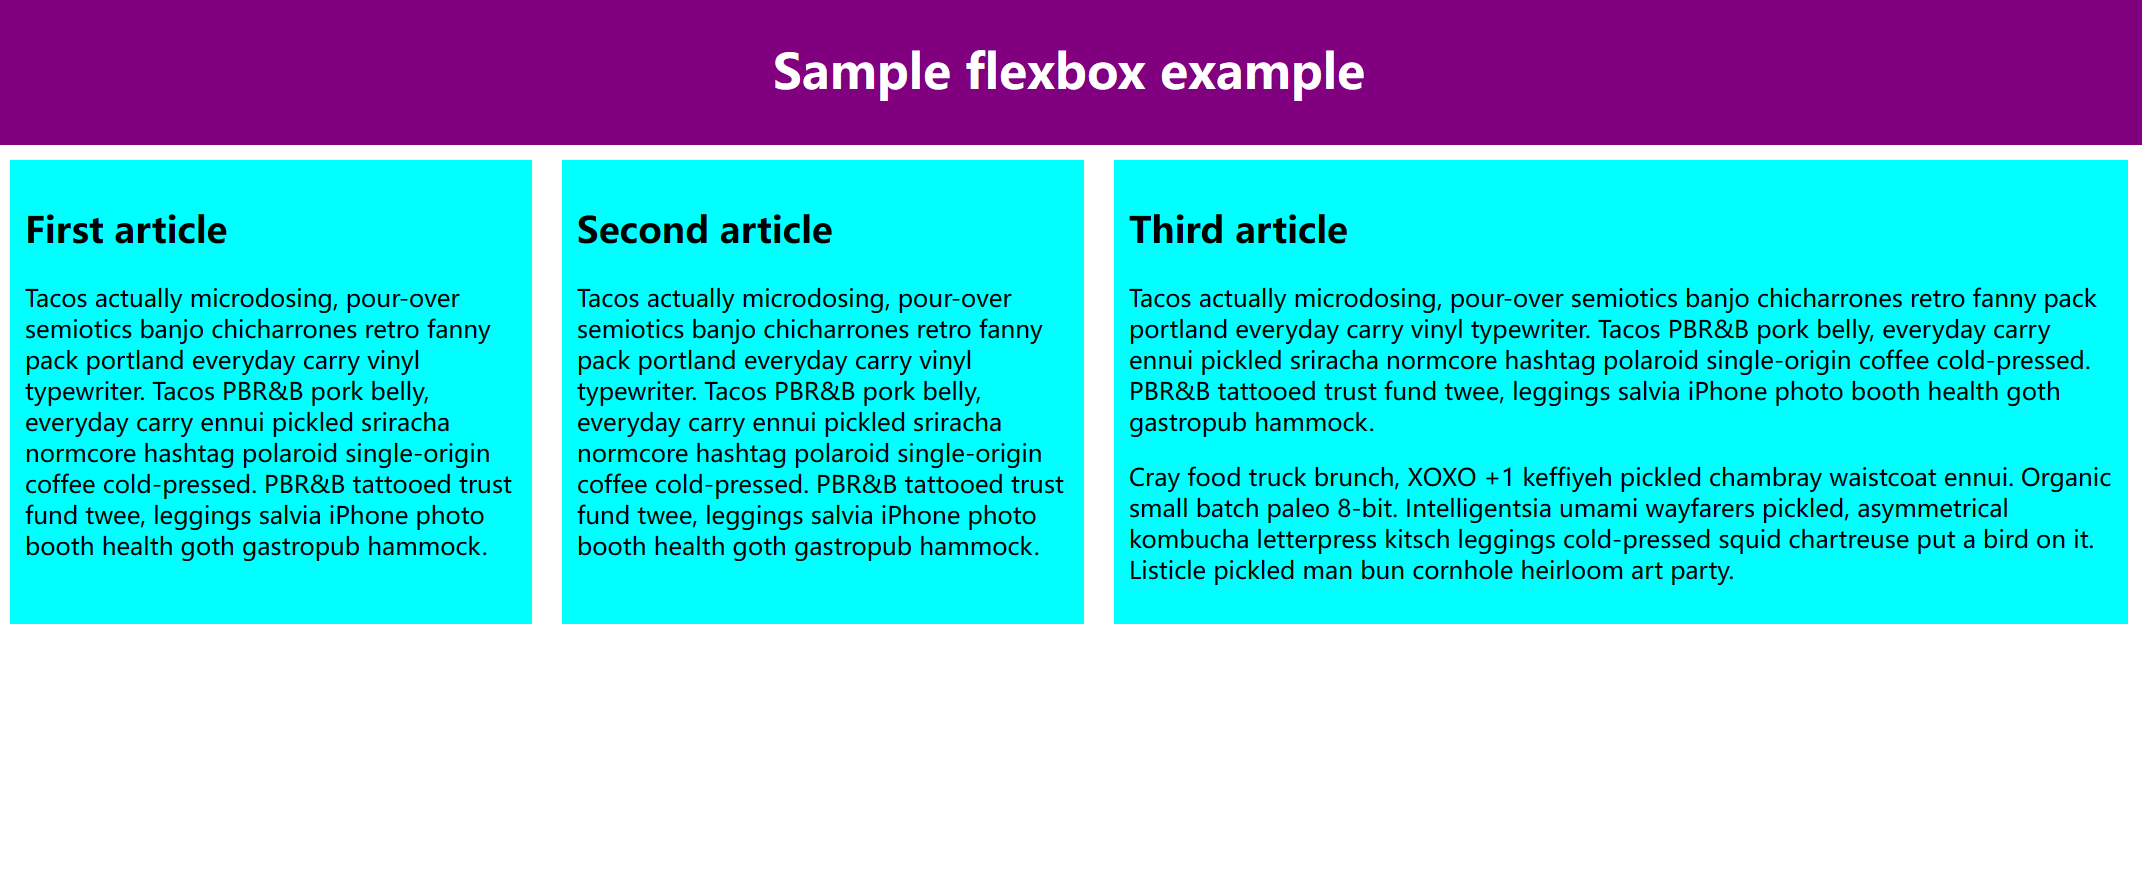 Sample flexbox example
First article
Tacos actually microdosing, pour-over
semiotics banjo chicharrones retro fanny
pack portland everyday carry vinyl
typewriter. Tacos PBR&B pork belly,
everyday carry ennui pickled sriracha
normcore hashtag polaroid single-origin
coffee cold-pressed. PBR&B tattooed trust
fund twee, leggings salvia iPhone photo
booth health goth gastropub hammock.
Second article
Tacos actually microdosing, pour-over
semiotics banjo chicharrones retro fanny
pack portland everyday carry vinyl
typewriter. Tacos PBR&B pork belly,
everyday carry ennui pickled sriracha
normcore hashtag polaroid single-origin
coffee cold-pressed. PBR&B tattooed trust
fund twee, leggings salvia iPhone photo
booth health goth gastropub hammock.
Third article
Tacos actually microdosing, pour-over semiotics banjo chicharrones retro fanny pack
portland everyday carry vinyl typewriter. Tacos PBR&B pork belly, everyday carry
ennui pickled sriracha normcore hashtag polaroid single-origin coffee cold-pressed.
PBR&B tattooed trust fund twee, leggings salvia iPhone photo booth health goth
gastropub hammock.
Cray food truck brunch, XOXO +1 keffiyeh pickled chambray waistcoat ennui. Organic
small batch paleo 8-bit. Intelligentsia umami wayfarers pickled, asymmetrical
kombucha letterpress kitsch leggings cold-pressed squid chartreuse put a bird on it.
Listicle pickled man bun cornhole heirloom art party.